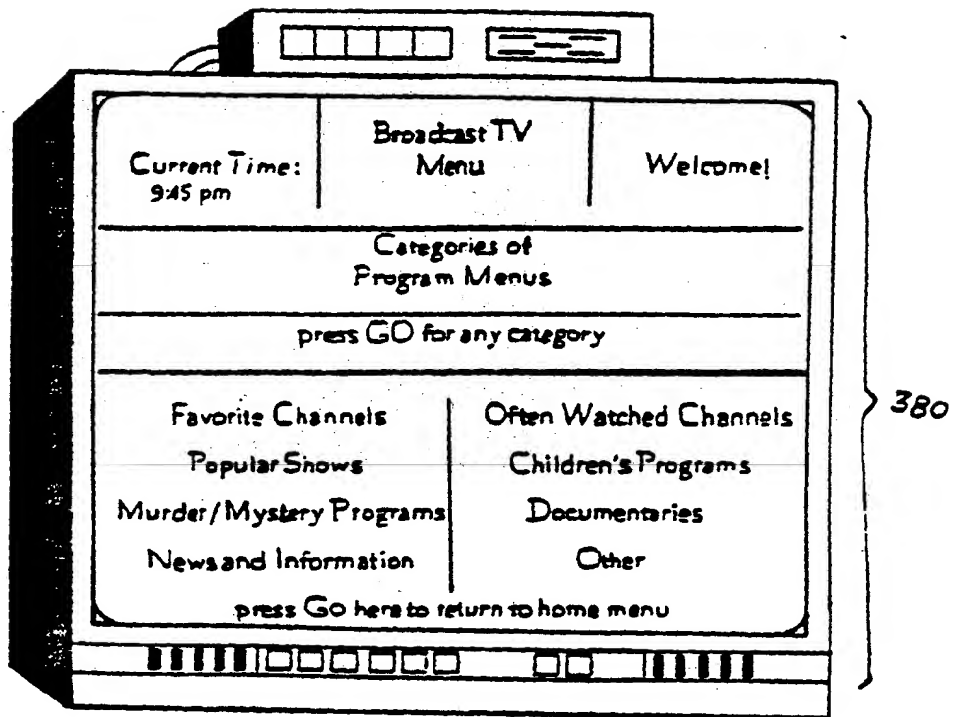 Broadcast TV
Menu
Current Time:
9:45 pm
Welcome!
Categories of
Program Menus
press GO for any category
Favorite Channels
Often Watched Channels
Popular Shows
Children's Programs
Murder/Mystery Programs
Documentaries
News and Information
Other
press Go here to return to home menu
380